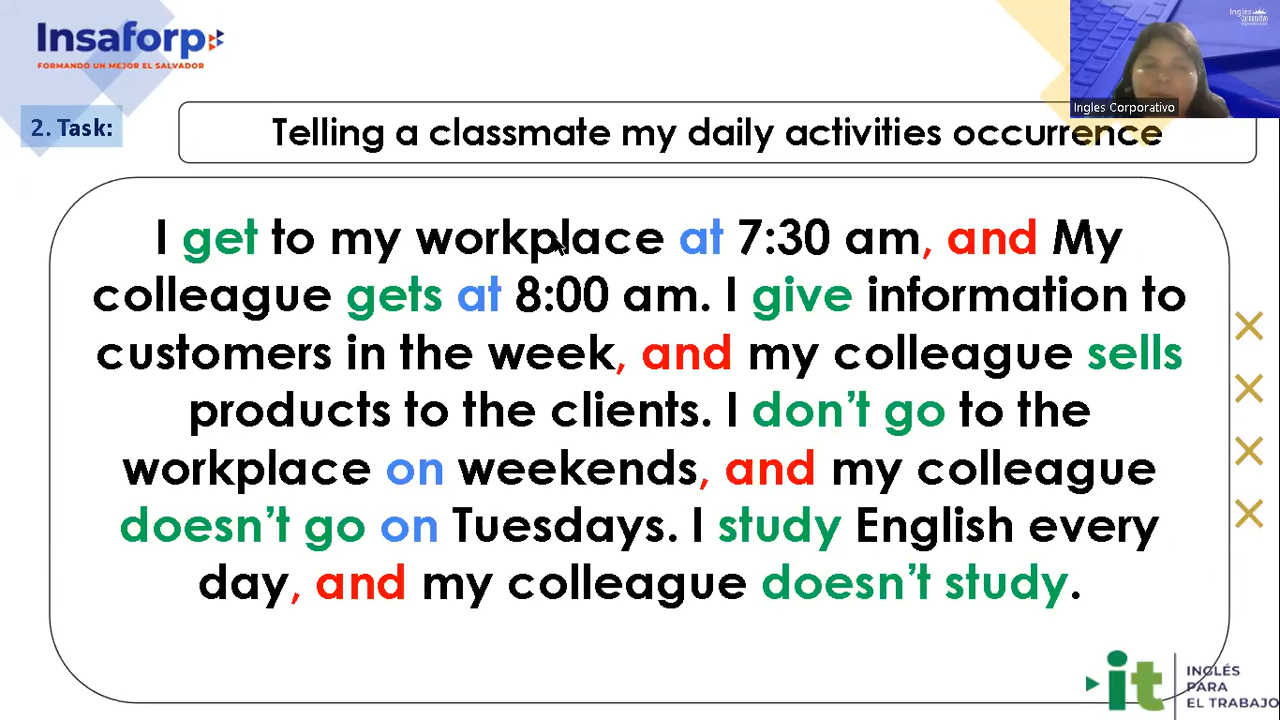 Insaforp
FORMANDO UN MEJOR EL SALVADOR
Ingles
Corporativo
Ingles Corporativo
2. Task:
Telling a classmate my daily activities occurrence
I get to my workplace at 7:30 am, and My
colleague gets at 8:00 am. I give information to
customers in the week, and my colleague sells
products to the clients. I don't go to the
workplace on weekends, and my colleague
doesn't go on Tuesdays. I study English every
day, and my colleague doesn't study.
it
INGLÉS
PARA
EL TRABAJO